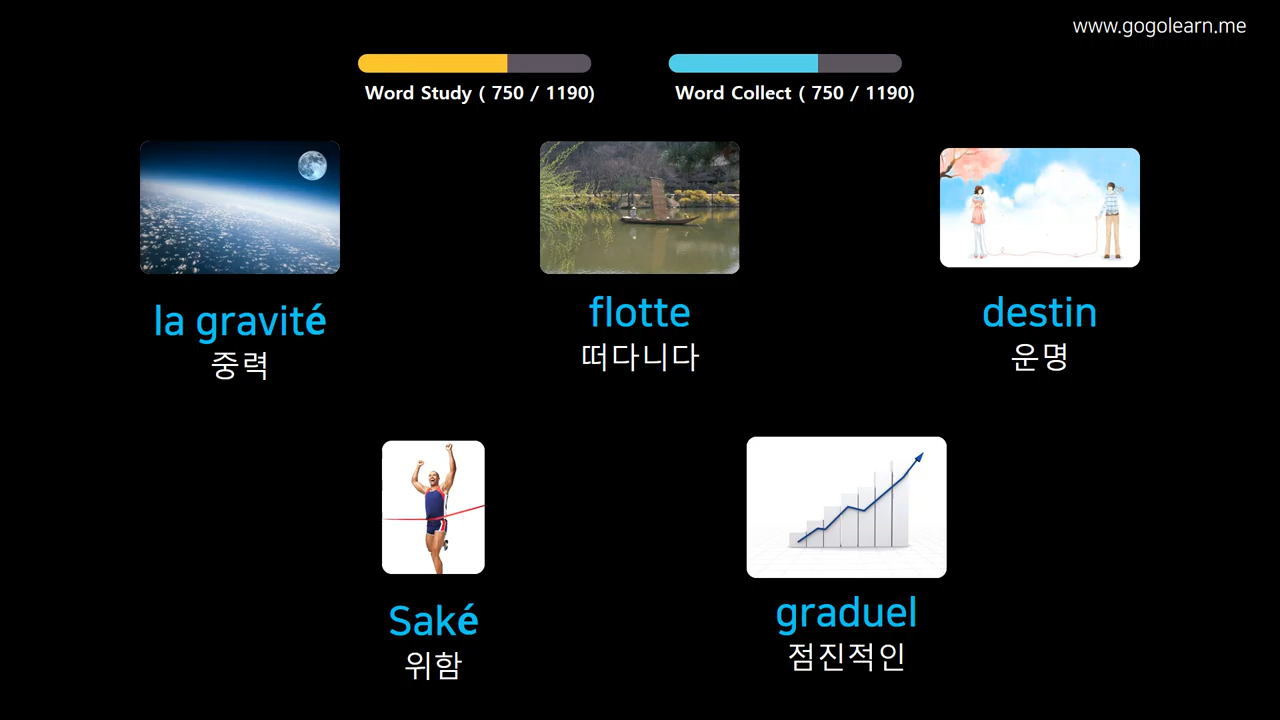 www.gogolearn.me
Word Study ( 750 / 1190)
Word Collect ( 750 / 1190)
la gravité
중력
flotte
떠다니다
destin
운명
Saké
위함
graduel
점진적인